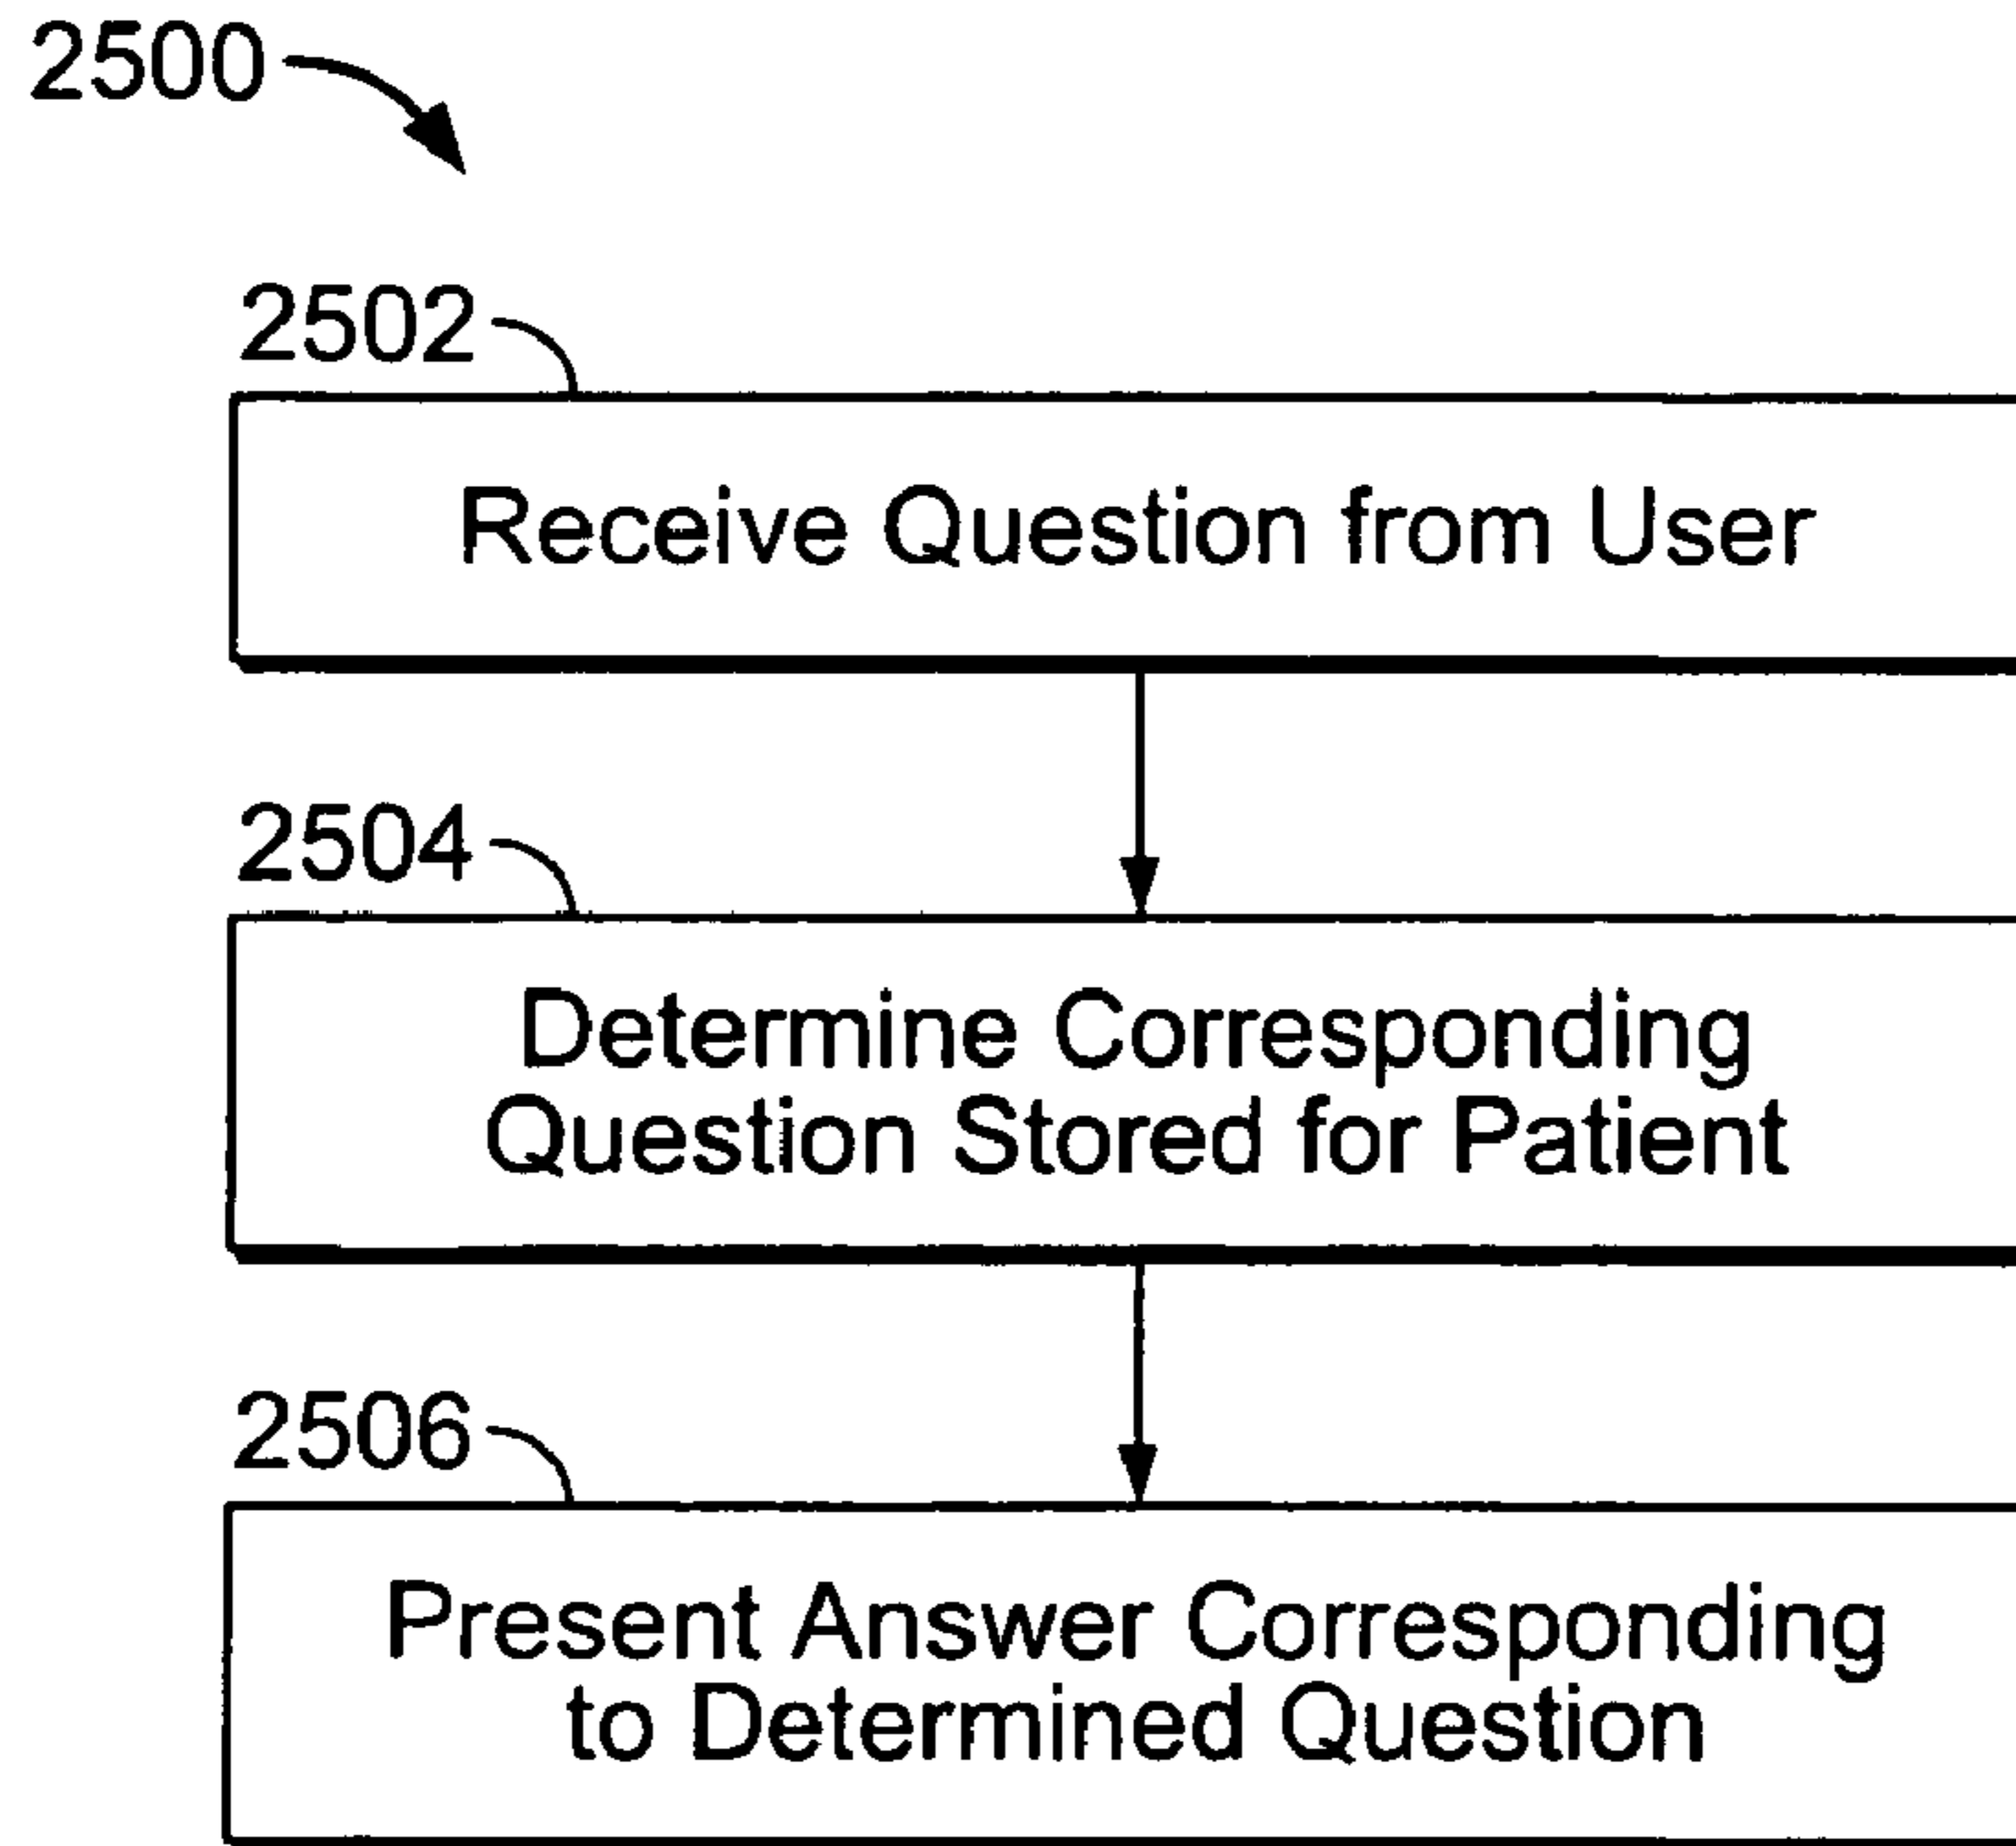 2500
2502
Receive Question from User
2504
Determine Corresponding
Question Stored for Patient
2506
Present Answer Corresponding
to Determined Question